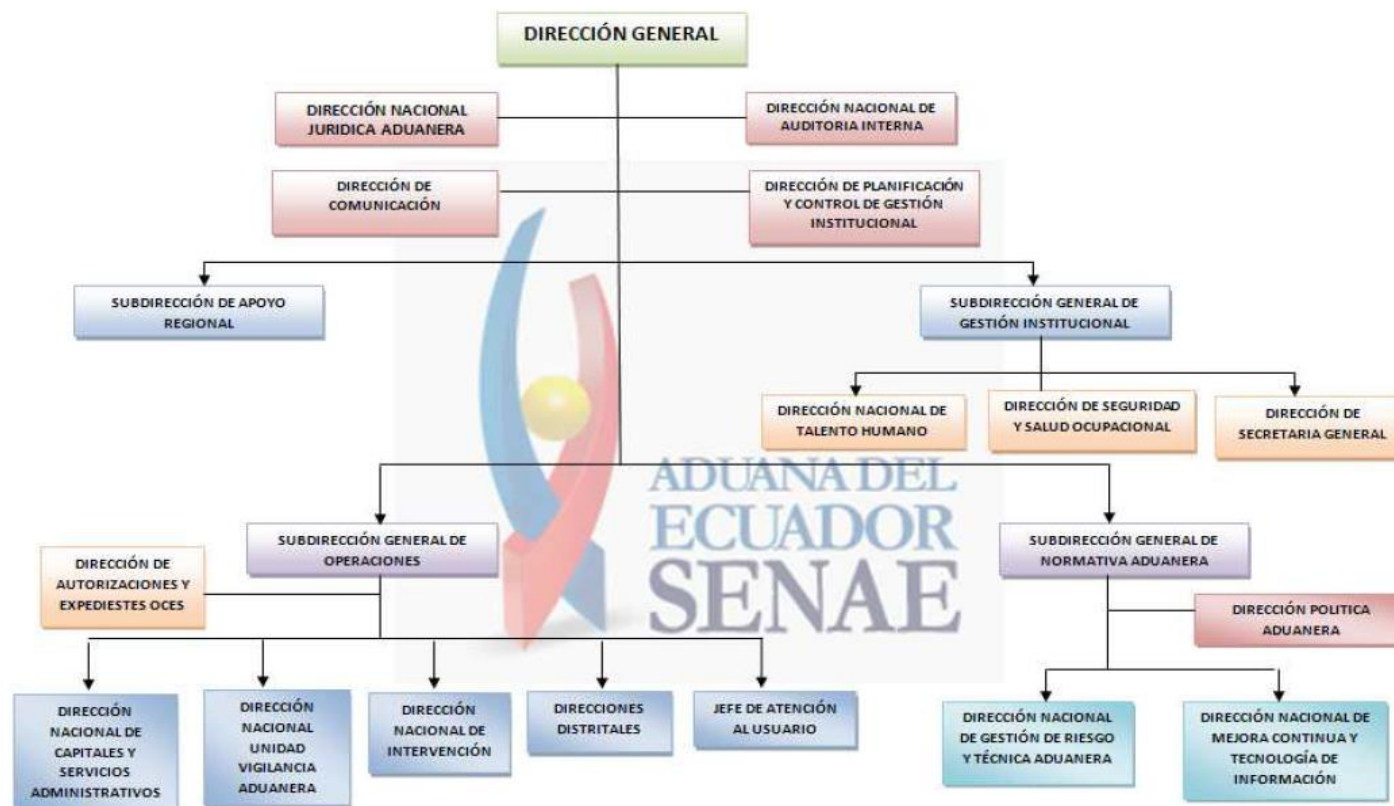 DIRECCIÓN GENERAL
DIRECCIÓN NACIONAL
JURIDICA ADUANERA
DIRECCIÓN NACIONAL DE
AUDITORIA INTERNA
DIRECCIÓN DE
COMUNICACIÓN
DIRECCIÓN DE PLANIFICACIÓN
Y CONTROL DE GESTIÓN
INSTITUCIONAL
SUBDIRECCIÓN DE APOYO
REGIONAL
SUBDIRECCIÓN GENERAL DE
GESTIÓN INSTITUCIONAL
DIRECCIÓN NACIONAL DE
TALENTO HUMANO
DIRECCIÓN DE SEGURIDAD
Y SALUD OCUPACIONAL
DIRECCIÓN DE
SECRETARIA GENERAL
ADUANA DEL
ECUADOR
SENAE
SUBDIRECCIÓN GENERAL DE
OPERACIONES
SUBDIRECCIÓN GENERAL DE
NORMATIVA ADUANERA
DIRECCIÓN DE
AUTORIZACIONES Y
EXPEDIESTES OCES
DIRECCIÓN POLITICA
ADUANERA
DIRECCIÓN
NACIONAL DE
CAPITALES Y
SERVICIOS
ADMINISTRATIVOS
DIRECCIÓN
NACIONAL
UNIDAD
VIGILANCIA
ADUANERA
DIRECCIÓN
NACIONAL DE
INTERVENCIÓN
DIRECCIONES
DISTRITALES
JEFE DE ATENCIÓN
AL USUARIO
DIRECCIÓN NACIONAL
DE GESTIÓN DE RIESGO
Y TÉCNICA ADUANERA
DIRECCIÓN NACIONAL DE
MEJORA CONTINUA Y
TECNOLOGÍA DE
INFORMACIÓN